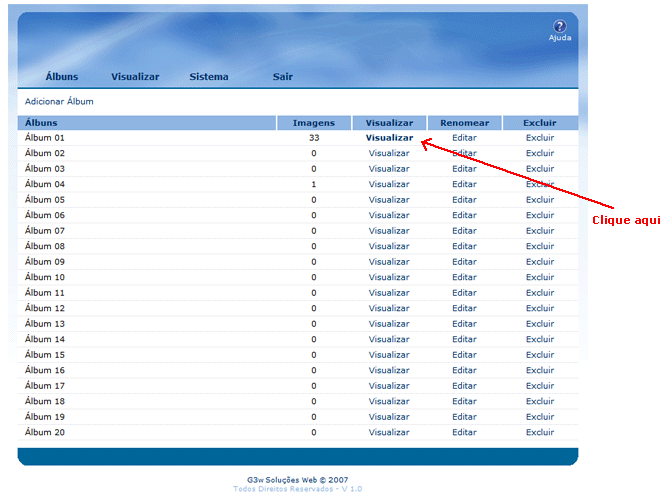 Ajuda
Álbuns Visualizar Sistema Sair
Adicionar Álbum
Álbuns Imagens Visualizar Renomear Excluir
Álbum 01 33 Visualizar Editar Excluir
Álbum 02 0 Visualizar Editar Excluir
Álbum 03 0 Visualizar Editar Excluir
Álbum 04 1 Visualizar Editar Excluir
Álbum 05 0 Visualizar Editar Excluir
Álbum 06 0 Visualizar Editar Excluir
Clique aqui
Álbum 07 0 Visualizar Editar Excluir
Álbum 08 0 Visualizar Editar Excluir
Álbum 09 0 Visualizar Editar Excluir
Álbum 10 0 Visualizar Editar Excluir
Álbum 11 0 Visualizar Editar Excluir
Álbum 12 0 Visualizar Editar Excluir
Álbum 13 0 Visualizar Editar Excluir
Álbum 14 0 Visualizar Editar Excluir
Álbum 15 0 Visualizar Editar Excluir
Álbum 16 0 Visualizar Editar Excluir
Álbum 17 0 Visualizar Editar Excluir
Álbum 18 0 Visualizar Editar Excluir
Álbum 19 0 Visualizar Editar Excluir
Álbum 20 0 Visualizar Editar Excluir
G3w Soluções Web © 2007
Todos Direitos Reservados - V 1.0